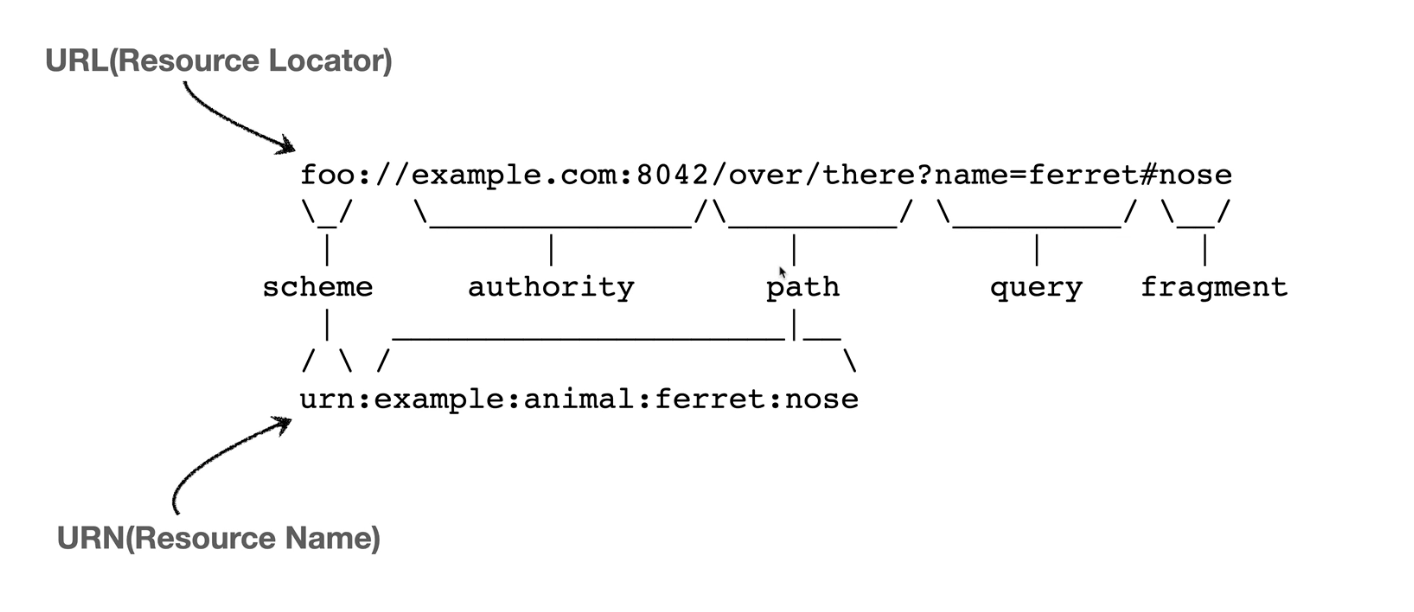 URL(Resource Locator)
foo://example.com:8042/over/there?name=ferret#nose
scheme authority path query fragment
urn:example:animal:ferret:nose
URN(Resource Name)